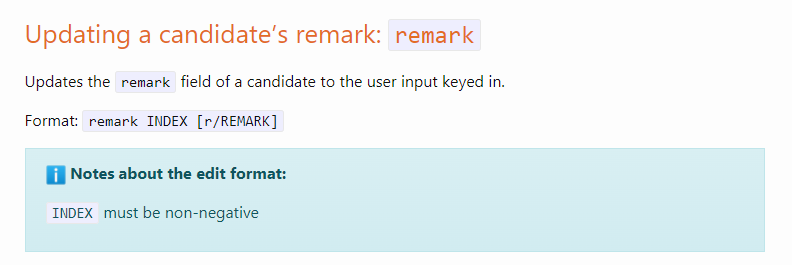 Updating a candidate’s remark: remark
Updates the remark field of a candidate to the user input keyed in.
Format: remark INDEX [r/REMARK]
ℹ️ Notes about the edit format:
INDEX must be non-negative